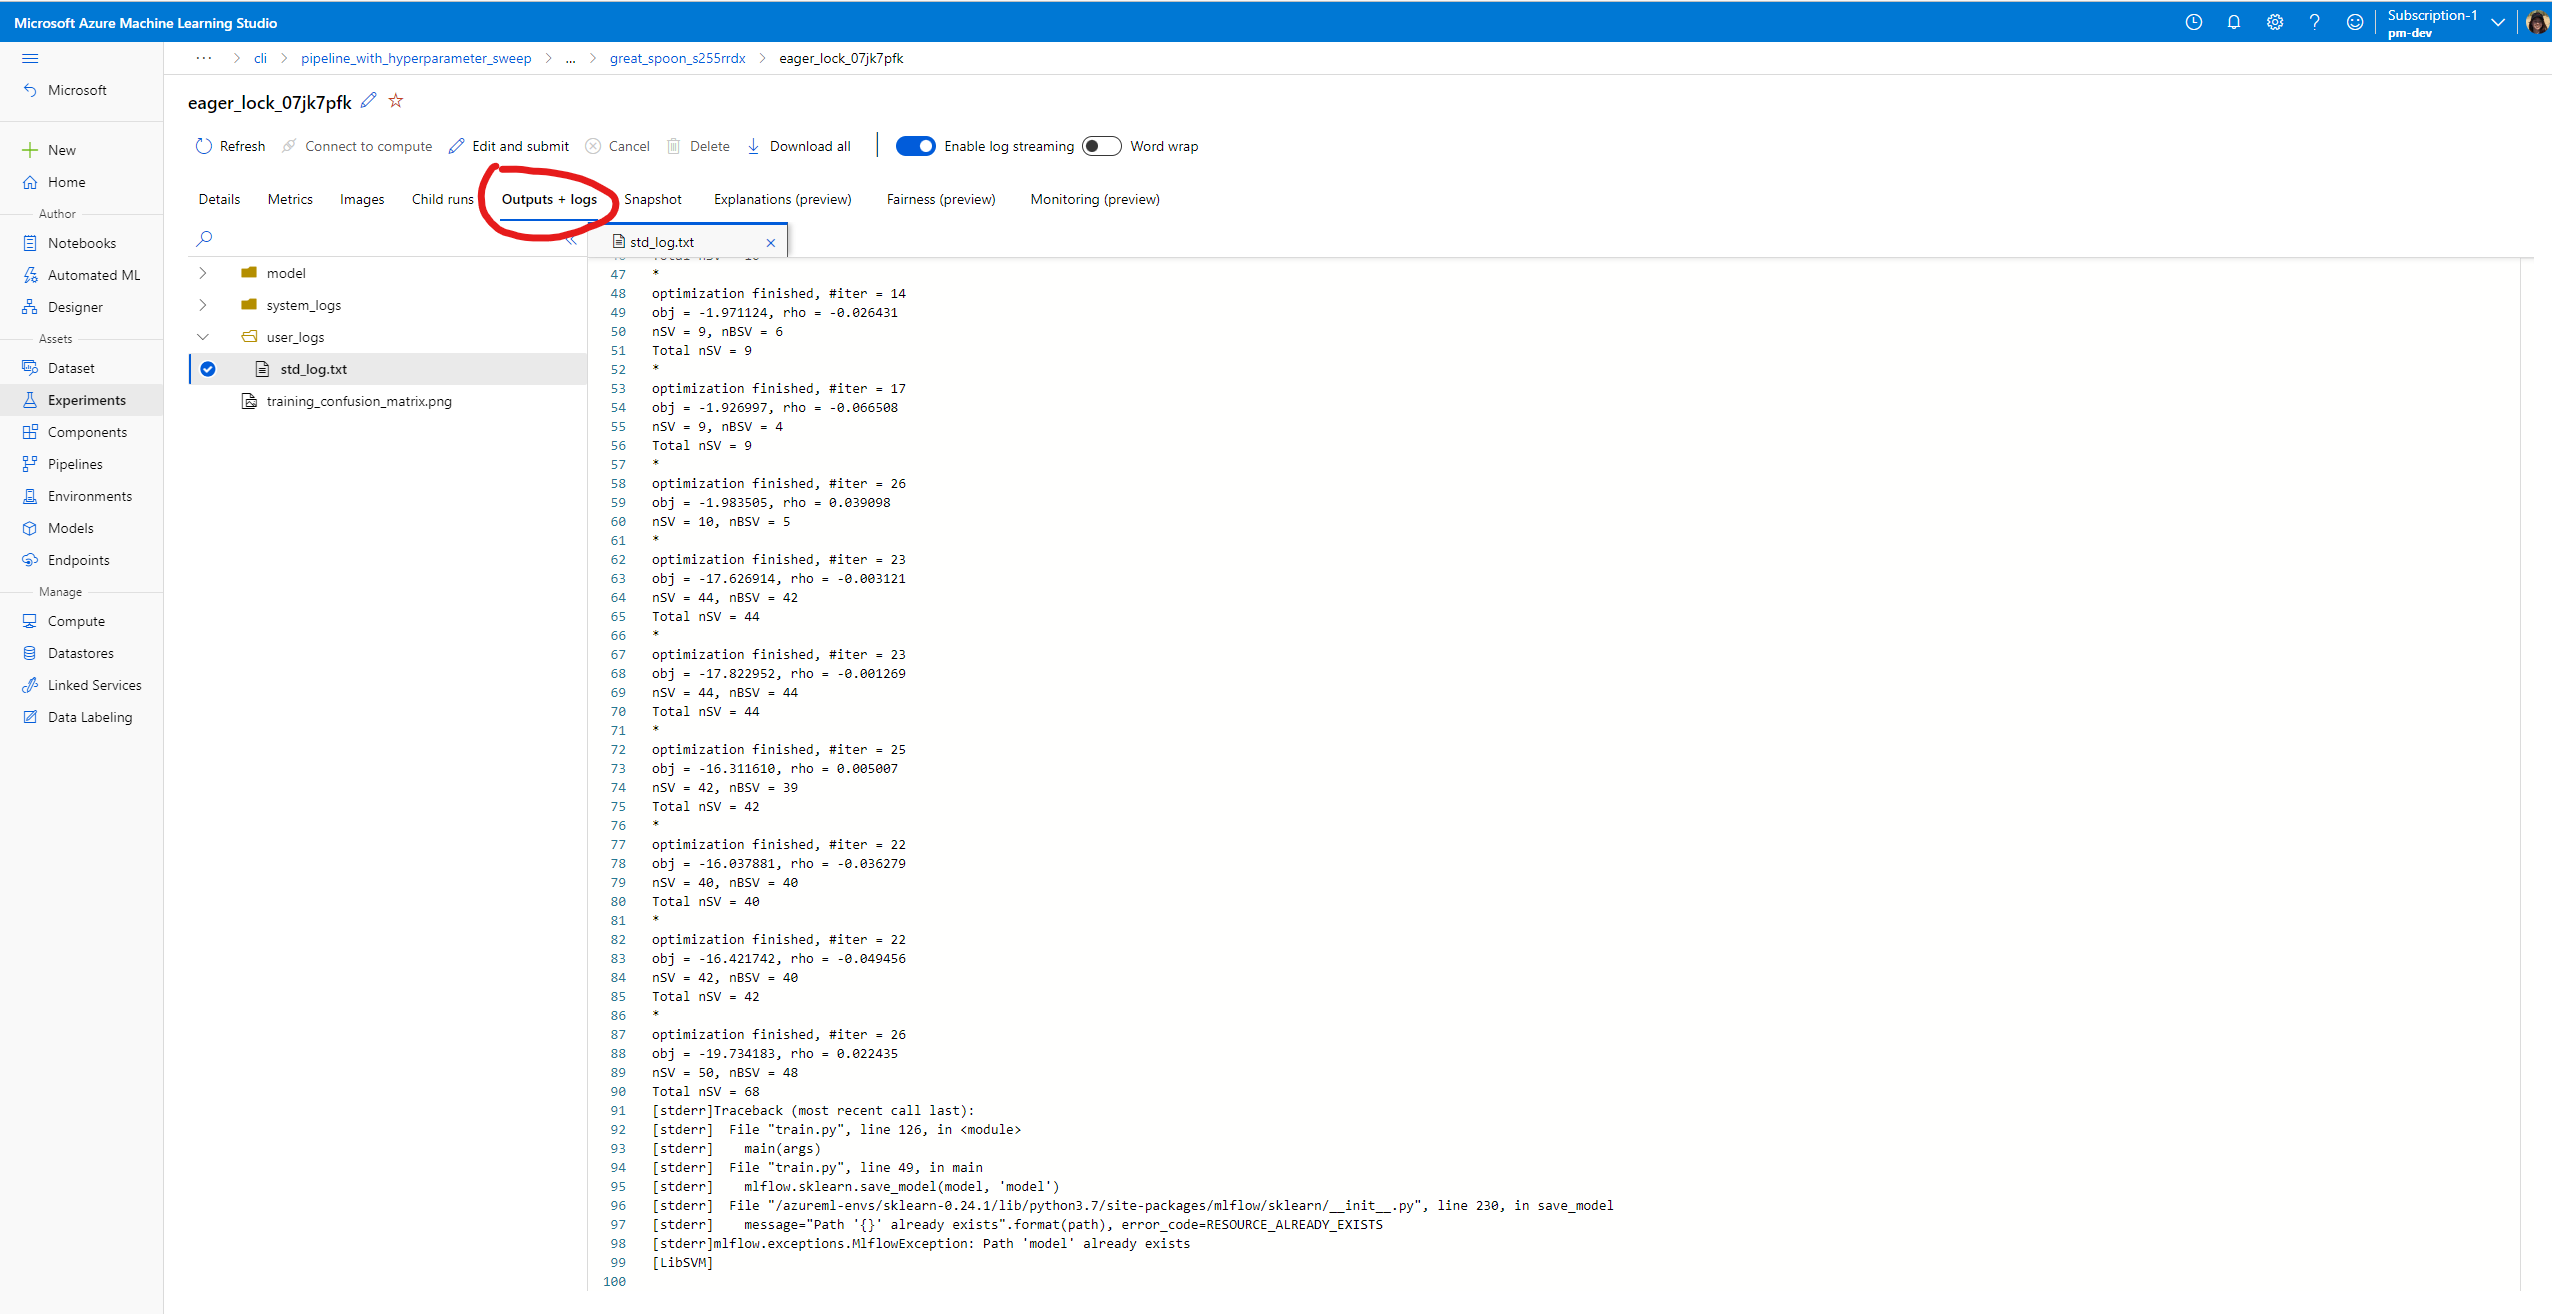 Microsoft Azure Machine Learning Studio
Subscription-1
pm-dev
... > cli > pipeline_with_hyperparameter_sweep > ... > great_spoon_s255rrdx > eager_lock_07jk7pfk
Microsoft
New
Home
Author
Notebooks
Automated ML
Designer
Assets
Dataset
Experiments
Components
Pipelines
Environments
Models
Endpoints
Manage
Compute
Datastores
Linked Services
Data Labeling
eager_lock_07jk7pfk
Refresh Connect to compute Edit and submit Cancel Delete Download all Enable log streaming Word wrap
Details Metrics Images Child runs Outputs + logs Snapshot Explanations (preview) Fairness (preview) Monitoring (preview)
model
system_logs
user_logs
std_log.txt
training_confusion_matrix.png
std_log.txt
47 *
48 optimization finished, #iter = 14
49 obj = -1.971124, rho = -0.026431
50 nSV = 9, nBSV = 6
51 Total nSV = 9
52 *
53 optimization finished, #iter = 17
54 obj = -1.926997, rho = -0.066508
55 nSV = 9, nBSV = 4
56 Total nSV = 9
57 *
58 optimization finished, #iter = 26
59 obj = -1.983505, rho = 0.039098
60 nSV = 10, nBSV = 5
61 *
62 optimization finished, #iter = 23
63 obj = -17.626914, rho = -0.003121
64 nSV = 44, nBSV = 42
65 Total nSV = 44
66 *
67 optimization finished, #iter = 23
68 obj = -17.822952, rho = -0.001269
69 nSV = 44, nBSV = 44
70 Total nSV = 44
71 *
72 optimization finished, #iter = 25
73 obj = -16.311610, rho = 0.005007
74 nSV = 42, nBSV = 39
75 Total nSV = 42
76 *
77 optimization finished, #iter = 22
78 obj = -16.037881, rho = -0.036279
79 nSV = 40, nBSV = 40
80 Total nSV = 40
81 *
82 optimization finished, #iter = 22
83 obj = -16.421742, rho = -0.049456
84 nSV = 42, nBSV = 40
85 Total nSV = 42
86 *
87 optimization finished, #iter = 26
88 obj = -19.734183, rho = 0.022435
89 nSV = 50, nBSV = 48
90 Total nSV = 68
91 [stderr]Traceback (most recent call last):
92 [stderr]  File "train.py", line 126, in <module>
93 [stderr]    main(args)
94 [stderr]  File "train.py", line 49, in main
95 [stderr]    mlflow.sklearn.save_model(model, 'model')
96 [stderr]  File "/azureml-envs/sklearn-0.24.1/lib/python3.7/site-packages/mlflow/sklearn/__init__.py", line 230, in save_model
97 [stderr]    message="Path '{}' already exists".format(path), error_code=RESOURCE_ALREADY_EXISTS
98 [stderr]mlflow.exceptions.MlflowException: Path 'model' already exists
99 [LibSVM]
100